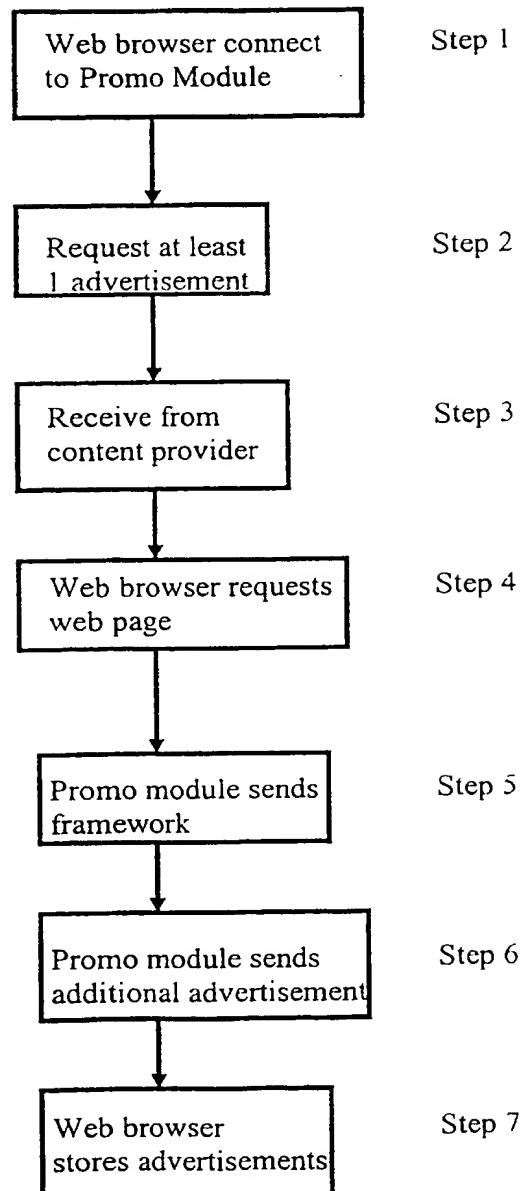 Web browser connect
to Promo Module
Step 1
Request at least
1 advertisement
Step 2
Receive from
content provider
Step 3
Web browser requests
web page
Step 4
Promo module sends
framework
Step 5
Promo module sends
additional advertisement
Step 6
Web browser
stores advertisements
Step 7